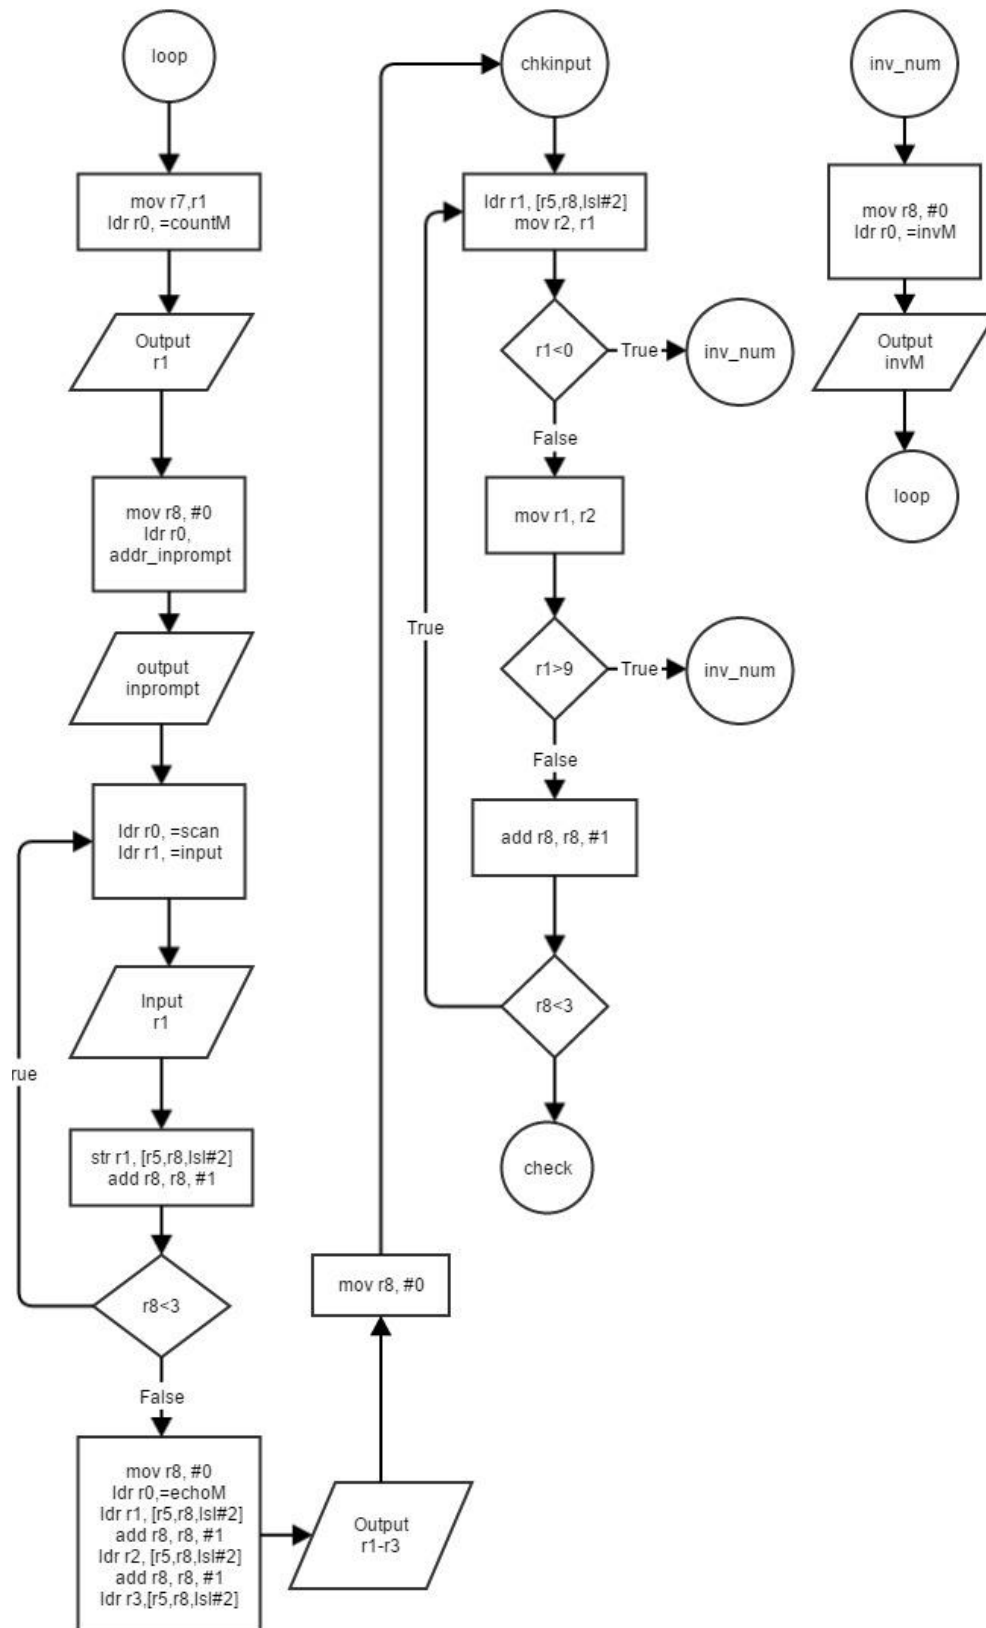 loop
mov r7,r1
ldr r0, =countM
Output
r1
mov r8, #0
ldr r0,
addr_inprompt
output
inprompt
ldr r0, =scan
ldr r1, =input
Input
r1
rue
str r1, [r5,r8,lsl#2]
add r8, r8, #1
r8<3
False
mov r8, #0
ldr r0,=echoM
ldr r1, [r5,r8,lsl#2]
add r8, r8, #1
ldr r2, [r5,r8,lsl#2]
add r8, r8, #1
ldr r3,[r5,r8,lsl#2]
Output
r1-r3
mov r8, #0
chkinput
ldr r1, [r5,r8,lsl#2]
mov r2, r1
r1<0
True
inv_num
False
mov r1, r2
True
r1>9
True
inv_num
False
add r8, r8, #1
r8<3
check
inv_num
mov r8, #0
ldr r0, =invM
Output
invM
loop